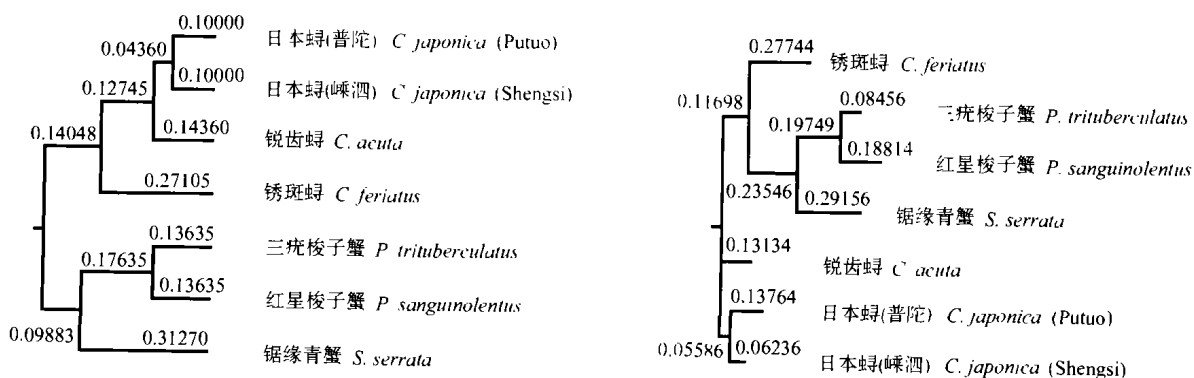 0.10000
日本蟳(普陀) C japonica (Putuo)
0.04360
0.10000
日本蟳(嵊泗) C japonica (Shengsi)
0.12745
0.14360
锐齿蟳 C. acuta
0.14048
0.27105
锈斑蟳 C feriatus
0.13635
三疣梭子蟹 P trituberculatus
0.17635
0.13635
红星梭子蟹 P sanguinolentus
0.09883
0.31270
锯缘青蟹 S. serrata
0.27744
锈斑蟳 C. feriatus
0.11698
0.08456
三疣梭子蟹 P. trituberculatus
0.19749
0.18814
红星梭子蟹 P. sanguinolentus
0.23546
0.29156
锯缘青蟹 S. serrata
0.13134
锐齿蟳 C acuta
0.13764
日本蟳(普陀) C. japonica (Putuo)
0.05586
0.06236
日本蟳(嵊泗) C. japonica (Shengsi)